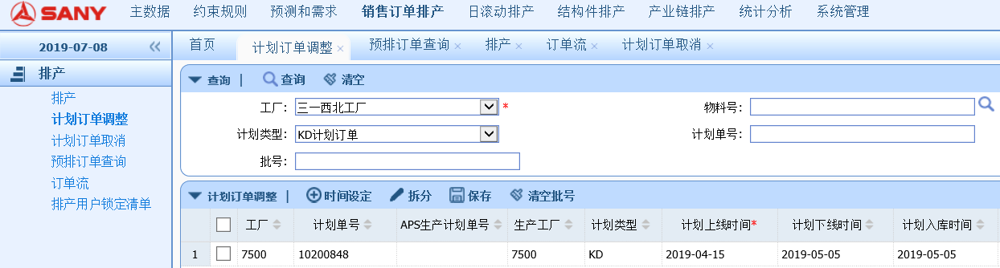 SANY 主数据 约束规则 预测和需求 销售订单排产 日滚动排产 结构件排产 产业链排产 统计分析 系统管理
2019-07-08 首页 计划订单调整 预排订单查询 排产 订单流 计划订单取消
排产
排产
计划订单调整
计划订单取消
预排订单查询
订单流
排产用户锁定清单
查询 | 查询 清空
工厂: 三一西北工厂 * 物料号:
计划类型: KD计划订单 计划单号:
批号:
计划订单调整 | 时间设定 拆分 保存 清空批号
工厂 计划单号 APS生产计划单号 生产工厂 计划类型 计划上线时间* 计划下线时间 计划入库时间
1 7500 10200848 7500 KD 2019-04-15 2019-05-05 2019-05-05